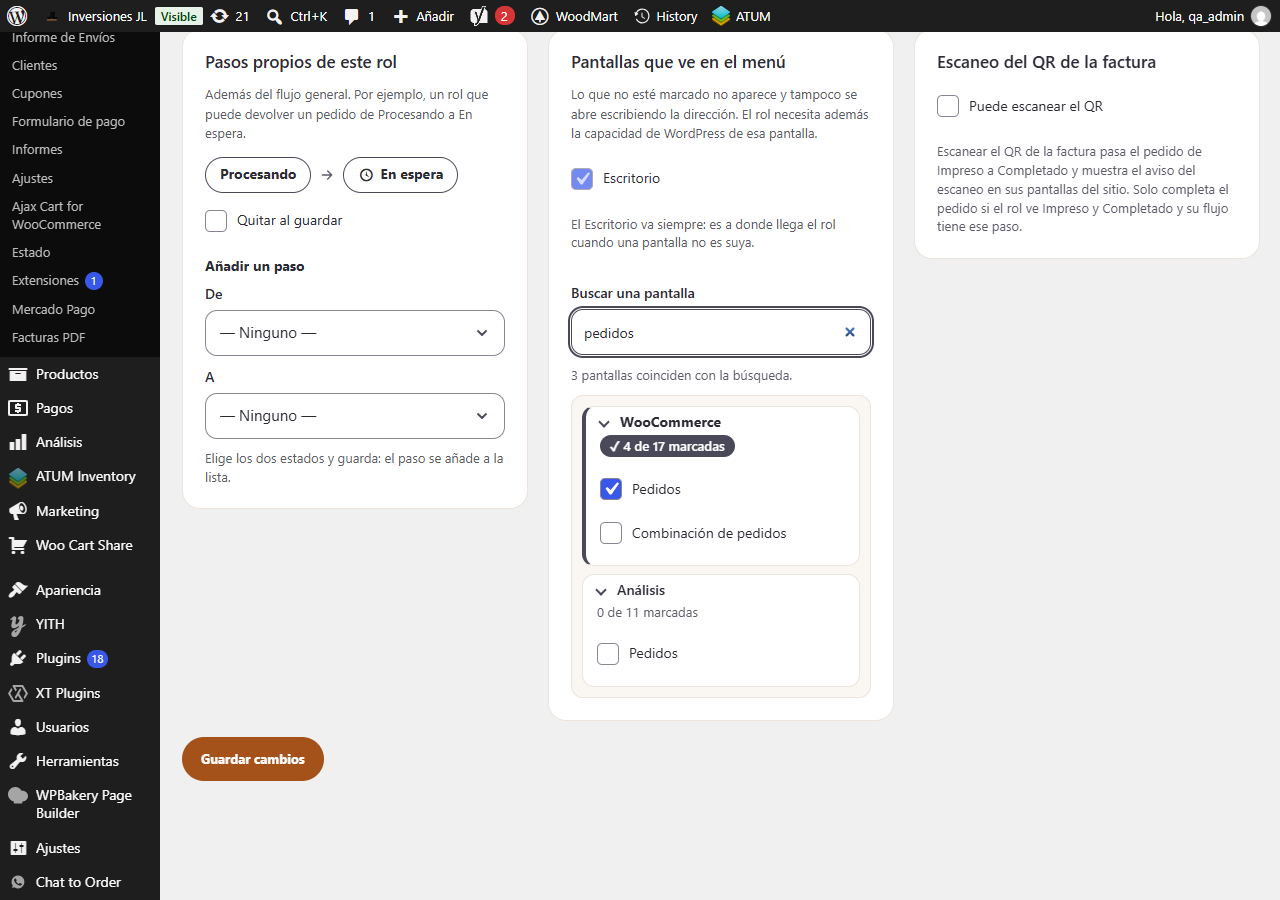 Inversiones JL
Visible
21
Ctrl+K
1
Añadir
2
WoodMart
History
ATUM
Hola, qa_admin
Informe de Envíos
Clientes
Cupones
Formulario de pago
Informes
Ajustes
Ajax Cart for
WooCommerce
Estado
Extensiones 1
Mercado Pago
Facturas PDF
Productos
Pagos
Análisis
ATUM Inventory
Marketing
Woo Cart Share
Apariencia
YITH
Plugins 18
XT Plugins
Usuarios
Herramientas
WPBakery Page
Builder
Ajustes
Chat to Order
Pasos propios de este rol
Además del flujo general. Por ejemplo, un rol que
puede devolver un pedido de Procesando a En
espera.
Procesando → En espera
Quitar al guardar
Añadir un paso
De
— Ninguno —
A
— Ninguno —
Elige los dos estados y guarda: el paso se añade a la
lista.
Pantallas que ve en el menú
Lo que no esté marcado no aparece y tampoco se
abre escribiendo la dirección. El rol necesita además
la capacidad de WordPress de esa pantalla.
Escritorio
El Escritorio va siempre: es a donde llega el rol
cuando una pantalla no es suya.
Buscar una pantalla
pedidos
3 pantallas coinciden con la búsqueda.
WooCommerce
✓ 4 de 17 marcadas
Pedidos
Combinación de pedidos
Análisis
0 de 11 marcadas
Pedidos
Escaneo del QR de la factura
Puede escanear el QR
Escanear el QR de la factura pasa el pedido de
Impreso a Completado y muestra el aviso del
escaneo en sus pantallas del sitio. Solo completa el
pedido si el rol ve Impreso y Completado y su flujo
tiene ese paso.
Guardar cambios